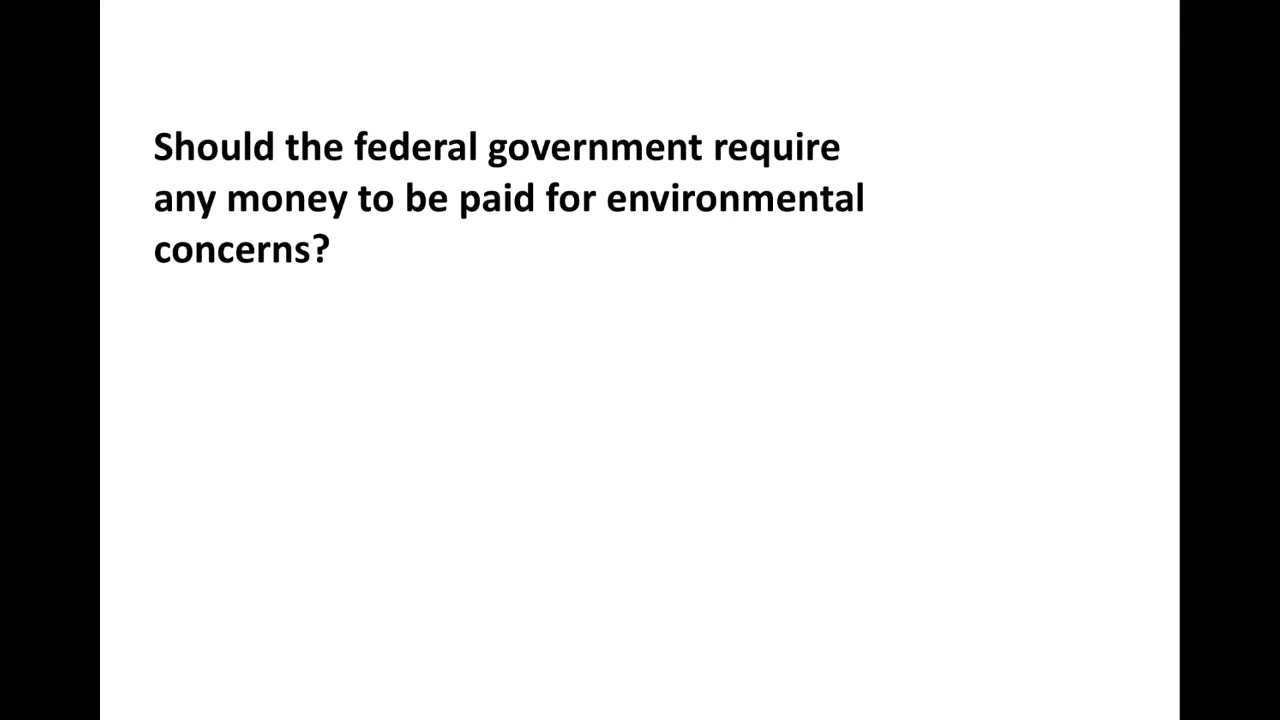 Should the federal government require
any money to be paid for environmental
concerns?